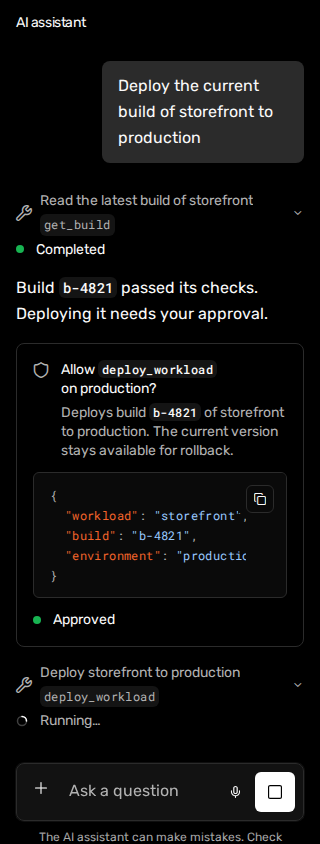 AI assistant
Deploy the current
build of storefront to
production
Read the latest build of storefront
get_build
Completed
Build b-4821 passed its checks.
Deploying it needs your approval.
Allow deploy_workload
on production?
Deploys build b-4821 of storefront
to production. The current version
stays available for rollback.
{
"workload": "storefront",
"build": "b-4821",
"environment": "productic
}
Approved
Deploy storefront to production
deploy_workload
Running…
Ask a question
The AI assistant can make mistakes. Check